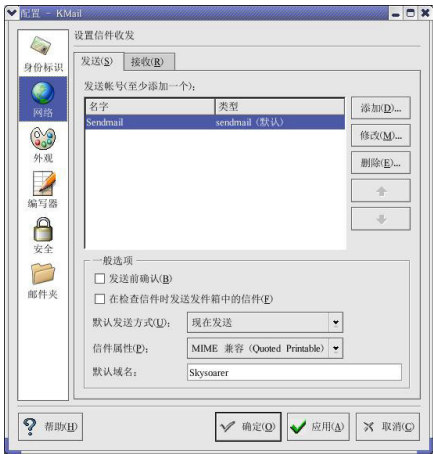 配置 - KMail
设置信件收发
身份标识
网络
外观
编写器
安全
邮件夹
发送(S) 接收(R)
发送帐号(至少添加一个):
名字 类型
Sendmail sendmail (默认)
添加(D)...
修改(M)...
删除(E)...
一般选项
发送前确认(B)
在检查信件时发送发件箱中的信件(F)
默认发送方式(U): 现在发送
信件属性(P): MIME 兼容 (Quoted Printable)
默认域名: Skysoarer
帮助(H) 确定(O) 应用(A) 取消(C)